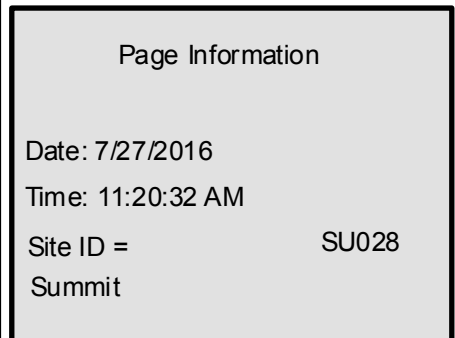 Page Information
Date: 7/27/2016
Time: 11:20:32 AM
Site ID = SU028
Summit